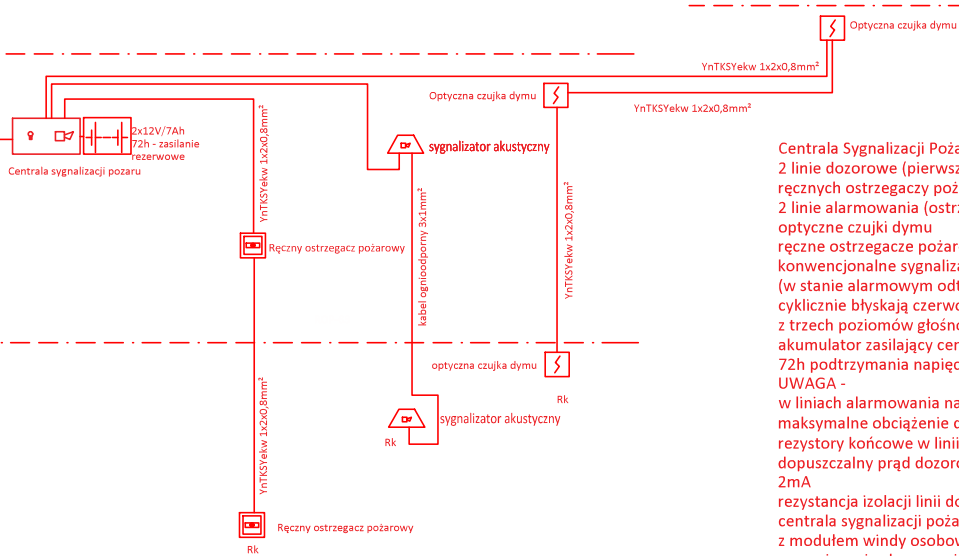 Optyczna czujka dymu
YnTKSYekw 1x2x0,8mm²
Optyczna czujka dymu
YnTKSYekw 1x2x0,8mm²
2x12V/7Ah
72h - zasilanie
rezerwowe
Centrala sygnalizacji pozaru
YnTKSYekw 1x2x0,8mm²
sygnalizator akustyczny
kabel ognioodporny 3x1mm²
YnTKSYekw 1x2x0,8mm²
Ręczny ostrzegacz pożarowy
optyczna czujka dymu
Rk
YnTKSYekw 1x2x0,8mm²
sygnalizator akustyczny
Rk
Ręczny ostrzegacz pożarowy
Rk
Centrala Sygnalizacji
2 linie dozorowe
ręcznych ostrzegaczy
2 linie alarmowania
optyczne czujki dymu
ręczne ostrzegacze
konwencjonalne
(w stanie alarmowym
cyklicznie błyskają
z trzech poziomów
akumulator zasilający
72h podtrzymania
UWAGA -
w liniach alarmowania
maksymalne obciążenie
rezystory końcowe w linii
dopuszczalny prąd
2mA
rezystancja izolacji linii
centrala sygnalizacji
z modułem windy